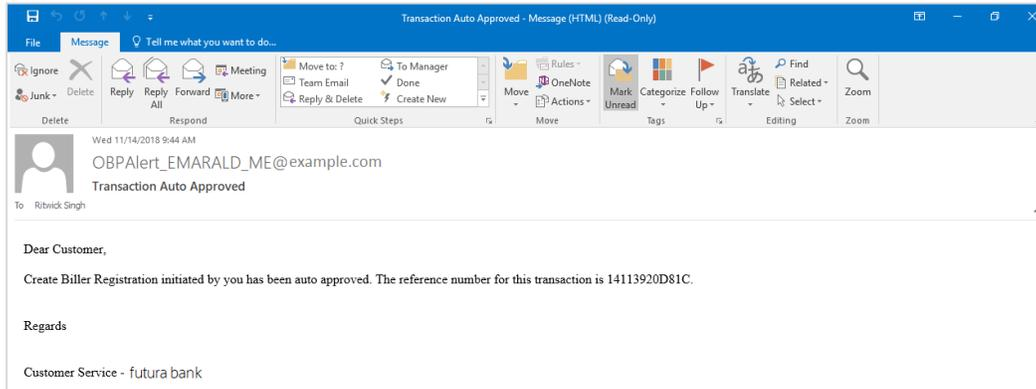 Transaction Auto Approved - Message (HTML) (Read-Only)
File Message Tell me what you want to do...
Ignore
Junk
Delete
Delete
Reply
Reply All
Forward
Meeting
More
Respond
Move to: ?
Team Email
Reply & Delete
To Manager
Done
Create New
Quick Steps
Move
Rules
OneNote
Actions
Move
Mark Unread
Categorize
Follow Up
Tags
Translate
Find
Related
Select
Editing
Zoom
Zoom
Wed 11/14/2018 9:44 AM
OBPAlert_EMARALD_ME@example.com
Transaction Auto Approved
To Ritwick Singh
Dear Customer,
Create Biller Registration initiated by you has been auto approved. The reference number for this transaction is 14113920D81C.
Regards
Customer Service - futura bank